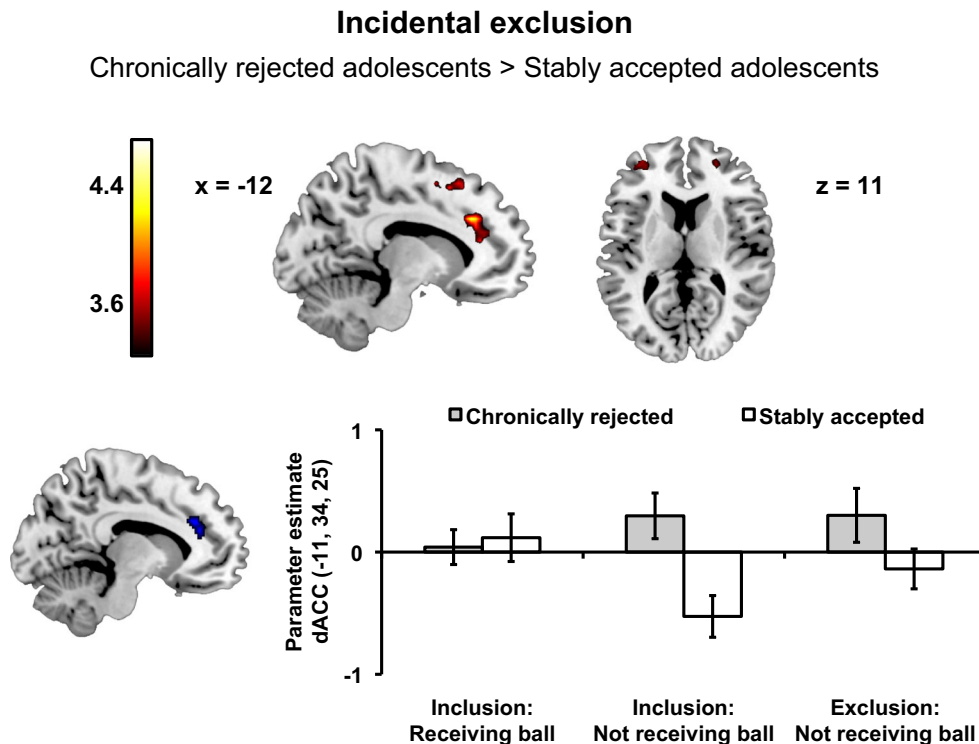 Incidental exclusion
Chronically rejected adolescents > Stably accepted adolescents
4.4
3.6
x = -12
z = 11
Chronically rejected
Stably accepted
Parameter estimate
dACC (-11, 34, 25)
1
0
-1
Inclusion:
Receiving ball
Inclusion:
Not receiving ball
Exclusion:
Not receiving ball